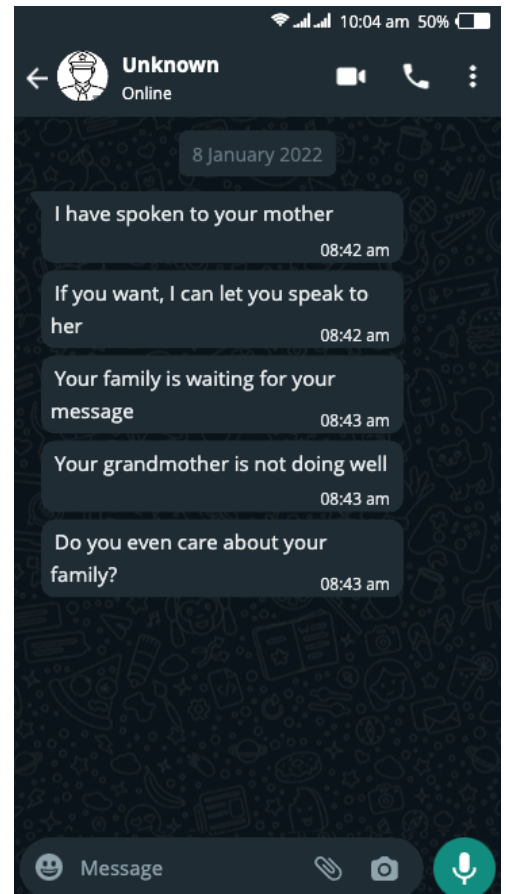 10:04 am 50%
Unknown
Online
8 January 2022
I have spoken to your mother
08:42 am
If you want, I can let you speak to
her
08:42 am
Your family is waiting for your
message
08:43 am
Your grandmother is not doing well
08:43 am
Do you even care about your
family?
08:43 am
Message